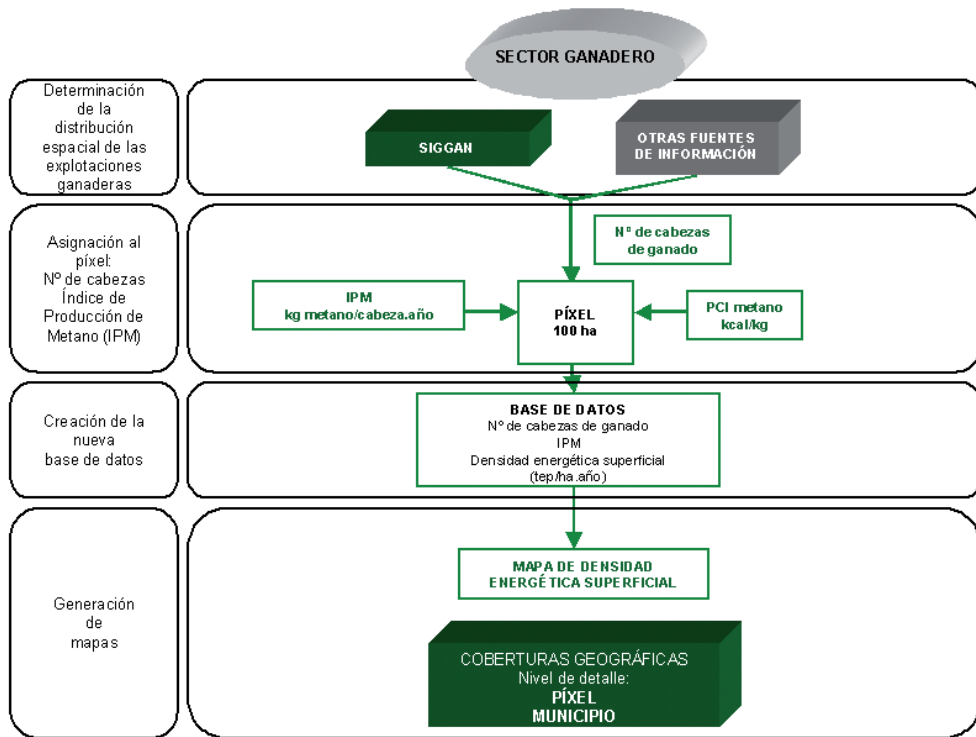 SECTOR GANADERO
Determinación
de la
distribución
espacial de las
explotaciones
ganaderas
SIGGAN
OTRAS FUENTES
DE INFORMACIÓN
Asignación al
píxel:
Nº de cabezas
Índice de
Producción de
Metano (IPM)
Nº de cabezas
de ganado
IPM
kg metano/cabeza.año
PÍXEL
100 ha
PCI metano
kcal/kg
Creación de la
nueva
base de datos
BASE DE DATOS
Nº de cabezas de ganado
IPM
Densidad energética superficial
(tep/ha.año)
Generación
de
mapas
MAPA DE DENSIDAD
ENERGÉTICA SUPERFICIAL
COBERTURAS GEOGRÁFICAS
Nivel de detalle:
PÍXEL
MUNICIPIO